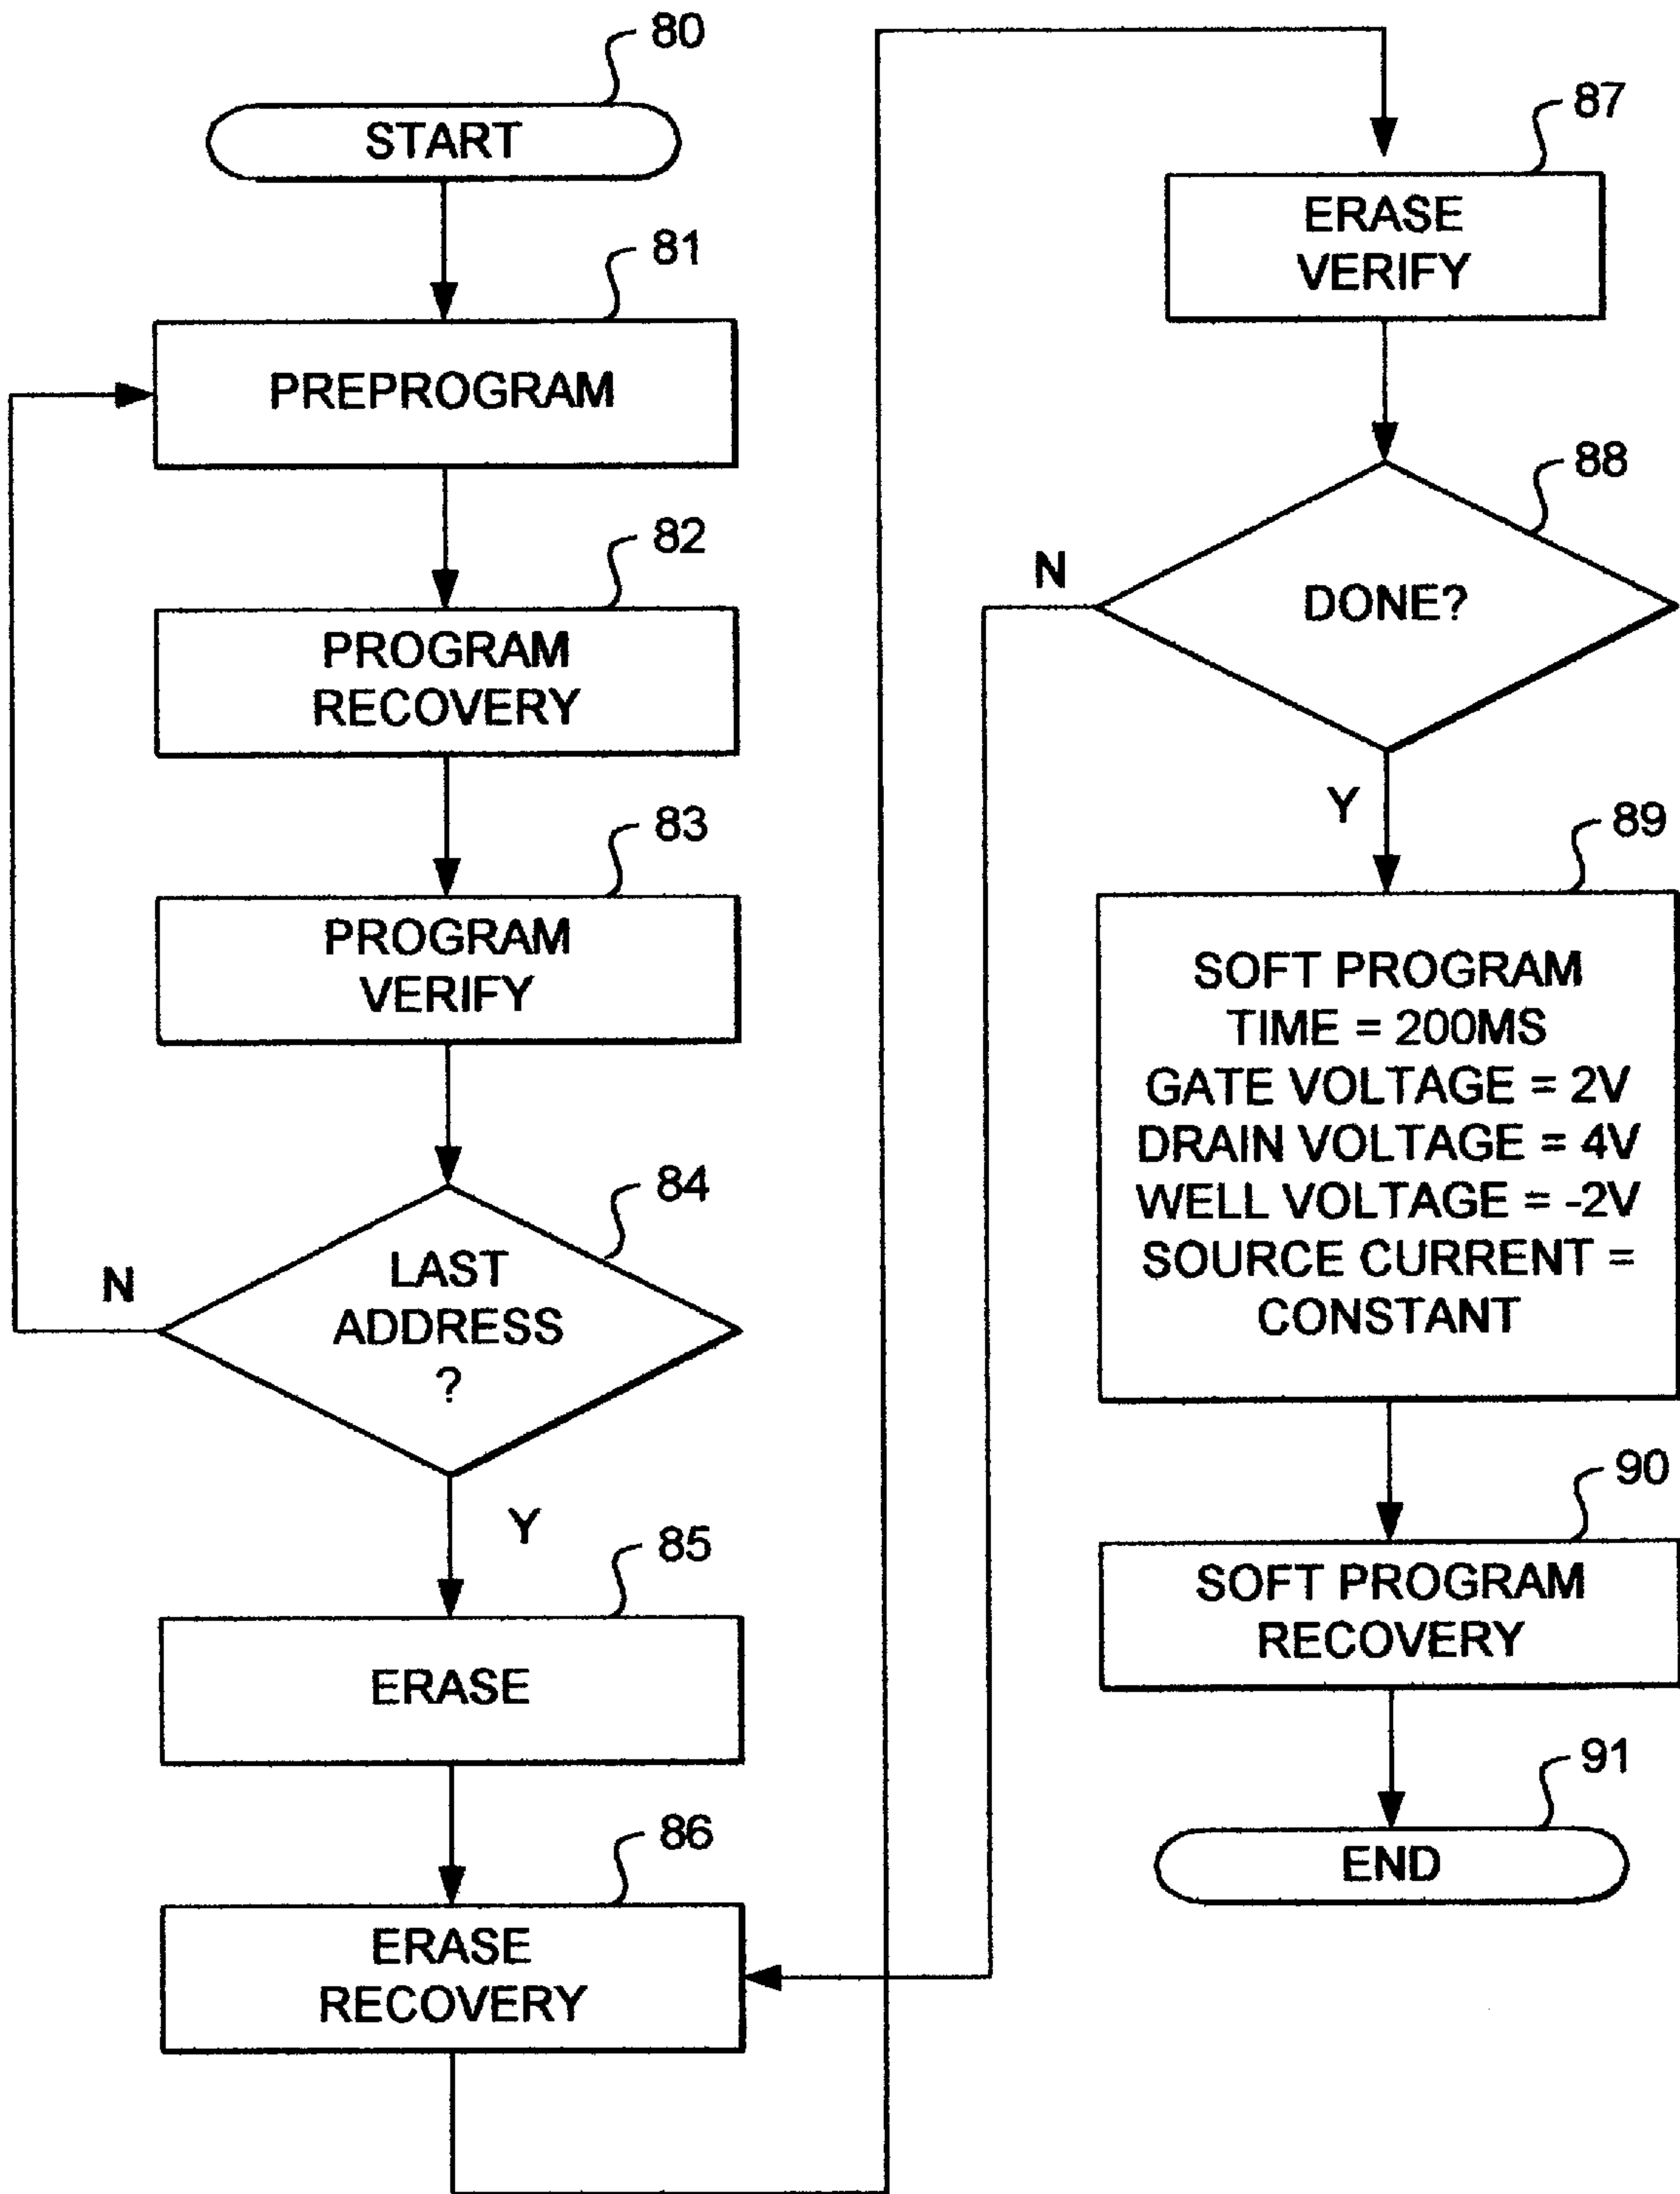 80
START
81
PREPROGRAM
82
PROGRAM
RECOVERY
83
PROGRAM
VERIFY
84
N
LAST
ADDRESS
?
Y
85
ERASE
86
ERASE
RECOVERY
87
ERASE
VERIFY
88
N
DONE?
Y
89
SOFT PROGRAM
TIME = 200MS
GATE VOLTAGE = 2V
DRAIN VOLTAGE = 4V
WELL VOLTAGE = -2V
SOURCE CURRENT =
CONSTANT
90
SOFT PROGRAM
RECOVERY
91
END